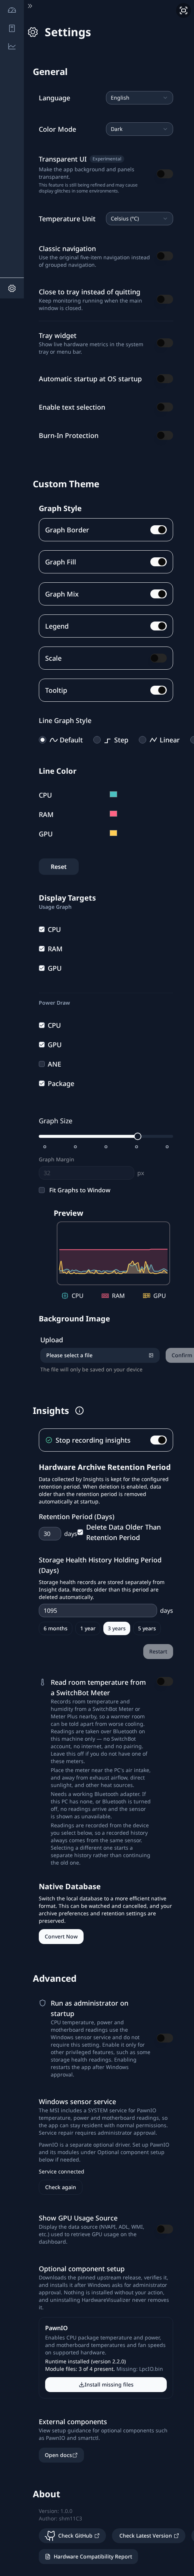 Settings
General
Language
English
Color Mode
Dark
Transparent UI
Experimental
Make the app background and panels
transparent.
This feature is still being refined and may cause
display glitches in some environments.
Temperature Unit
Celsius (°C)
Classic navigation
Use the original five-item navigation instead
of grouped navigation.
Close to tray instead of quitting
Keep monitoring running when the main
window is closed.
Tray widget
Show live hardware metrics in the system
tray or menu bar.
Automatic startup at OS startup
Enable text selection
Burn-In Protection
Custom Theme
Graph Style
Graph Border
Graph Fill
Graph Mix
Legend
Scale
Tooltip
Line Graph Style
Default
Step
Linear
Line Color
CPU
RAM
GPU
Reset
Display Targets
Usage Graph
CPU
RAM
GPU
Power Draw
CPU
GPU
ANE
Package
Graph Size
Graph Margin
32
px
Fit Graphs to Window
Preview
CPU
RAM
GPU
Background Image
Upload
Please select a file
Confirm
The file will only be saved on your device
Insights
Stop recording insights
Hardware Archive Retention Period
Data collected by Insights is kept for the configured
retention period. When deletion is enabled, data
older than the retention period is removed
automatically at startup.
Retention Period (Days)
30
days
Delete Data Older Than
Retention Period
Storage Health History Holding Period
(Days)
Storage health records are stored separately from
Insight data. Records older than this period are
deleted automatically.
1095
days
6 months
1 year
3 years
5 years
Restart
Read room temperature from
a SwitchBot Meter
Records room temperature and
humidity from a SwitchBot Meter or
Meter Plus nearby, so a warmer room
can be told apart from worse cooling.
Readings are taken over Bluetooth on
this machine only — no SwitchBot
account, no internet, and no pairing.
Leave this off if you do not have one of
these meters.
Place the meter near the PC's air intake,
and away from exhaust airflow, direct
sunlight, and other heat sources.
Needs a working Bluetooth adapter. If
this PC has none, or Bluetooth is turned
off, no readings arrive and the sensor
is shown as unavailable.
Readings are recorded from the device
you select below, so a recorded history
always comes from the same sensor.
Selecting a different one starts a
separate history rather than continuing
the old one.
Native Database
Switch the local database to a more efficient native
format. This can be watched and cancelled, and your
archive preferences and retention settings are
preserved.
Convert Now
Advanced
Run as administrator on
startup
CPU temperature, power and
motherboard readings use the
Windows sensor service and do not
require this setting. Enable it only for
other privileged features, such as some
storage health readings. Enabling
restarts the app after Windows
approval.
Windows sensor service
The MSI includes a SYSTEM service for PawnIO
temperature, power and motherboard readings, so
the app can start with normal user permissions.
Service repair requires administrator approval.
PawnIO is a separate optional driver. Set up PawnIO
and its modules under Optional component setup
below if needed.
Service connected
Check again
Show GPU Usage Source
Display the data source (NVAPI, ADL, WMI,
etc.) used to retrieve GPU usage on the
dashboard.
Optional component setup
Downloads the pinned upstream release, verifies it,
and installs it after Windows asks for administrator
approval. Nothing is installed without your action,
and uninstalling HardwareVisualizer never removes
it.
PawnIO
Enables CPU package temperature and power,
and motherboard temperatures and fan speeds
on supported hardware.
Runtime installed (version 2.2.0)
Module files: 3 of 4 present. Missing: LpcIO.bin
Install missing files
External components
View setup guidance for optional components such
as PawnIO and smartctl.
Open docs
About
Version: 1.0.0
Author: shm11C3
Check GitHub
Check Latest Version
Hardware Compatibility Report